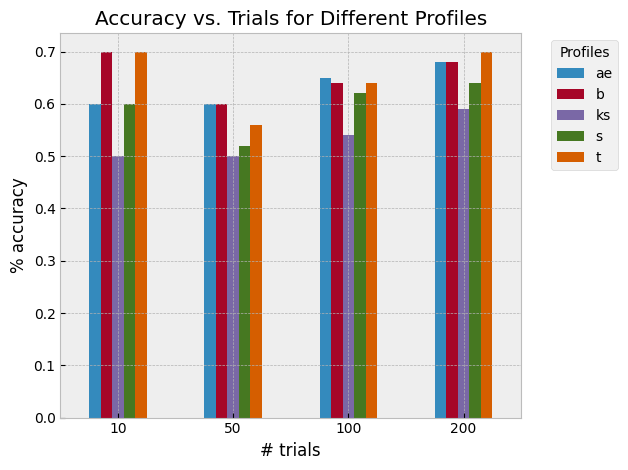 Accuracy vs. Trials for Different Profiles
% accuracy
0.7
0.6
0.5
0.4
0.3
0.2
0.1
0.0
10 50 100 200
# trials
Profiles
ae
b
ks
s
t